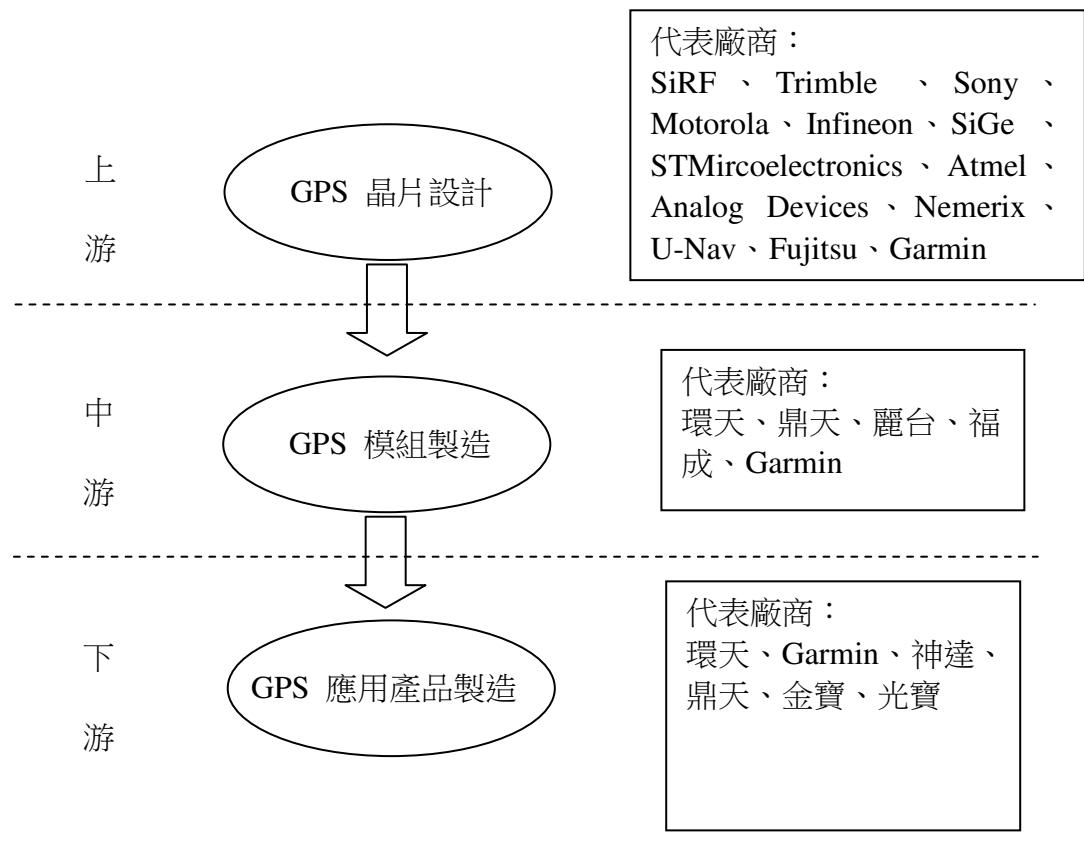 代表廠商：
SiRF 、 Trimble 、 Sony 、
Motorola、Infineon、SiGe 、
STMircoelectronics、Atmel、
Analog Devices、Nemerix、
U-Nav、Fujitsu、Garmin
上
游
GPS 晶片設計
中
游
GPS 模組製造
代表廠商：
環天、鼎天、麗台、福
成、Garmin
下
游
GPS 應用產品製造
代表廠商：
環天、Garmin、神達、
鼎天、金寶、光寶